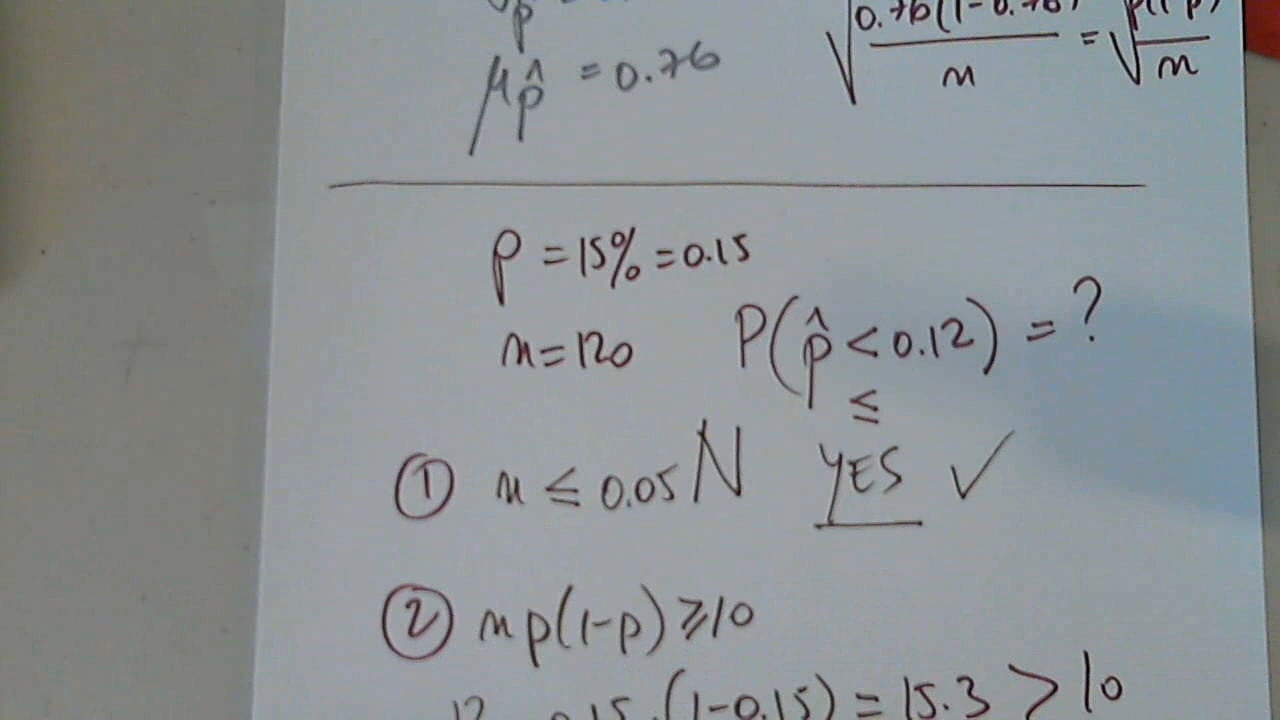 √(0.76(1-0.76)/n) = √(p(1-p)/n)
μp̂ = 0.76
p = 15% = 0.15
n = 120 P(p̂ < 0.12) = ?
≤
① n ≤ 0.05 N YES ✓
② np(1-p) ≥ 10
(1-0.15) = 15.3 > 10